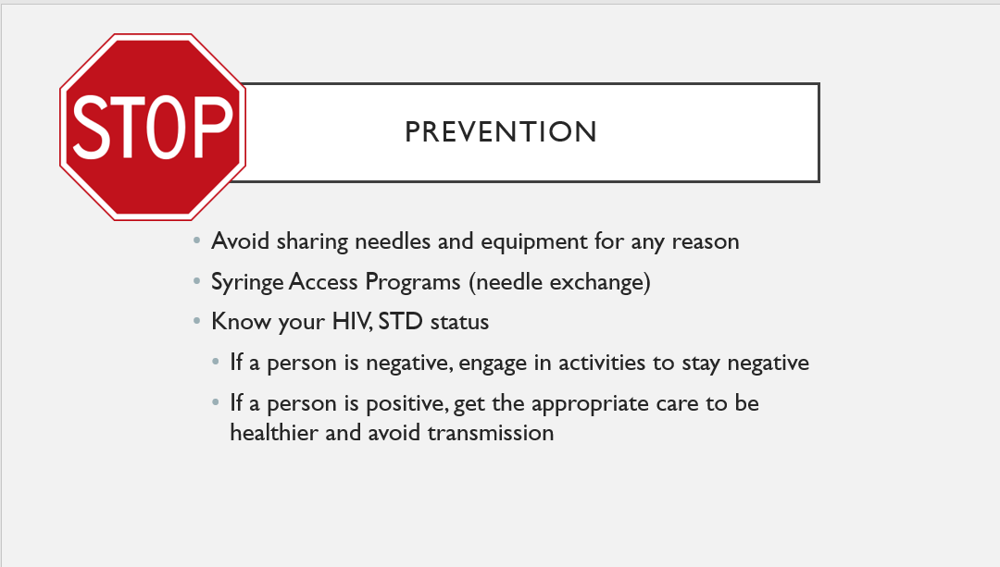 STOP
PREVENTION
• Avoid sharing needles and equipment for any reason
• Syringe Access Programs (needle exchange)
• Know your HIV, STD status
• If a person is negative, engage in activities to stay negative
• If a person is positive, get the appropriate care to be
healthier and avoid transmission